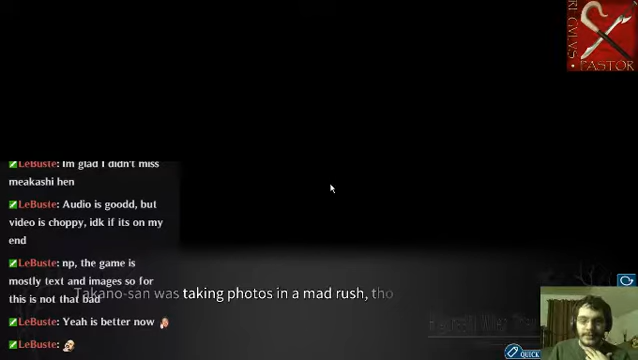 PASTOR
LeBuste: Im glad I didn't miss
meakashi hen
LeBuste: Audio is goodd, but
video is choppy, idk if its on my
end
LeBuste: np, the game is
mostly text and images so for
this is not that bad
Takano-san was taking photos in a mad rush, tho
LeBuste: Yeah is better now
LeBuste:
QUICK